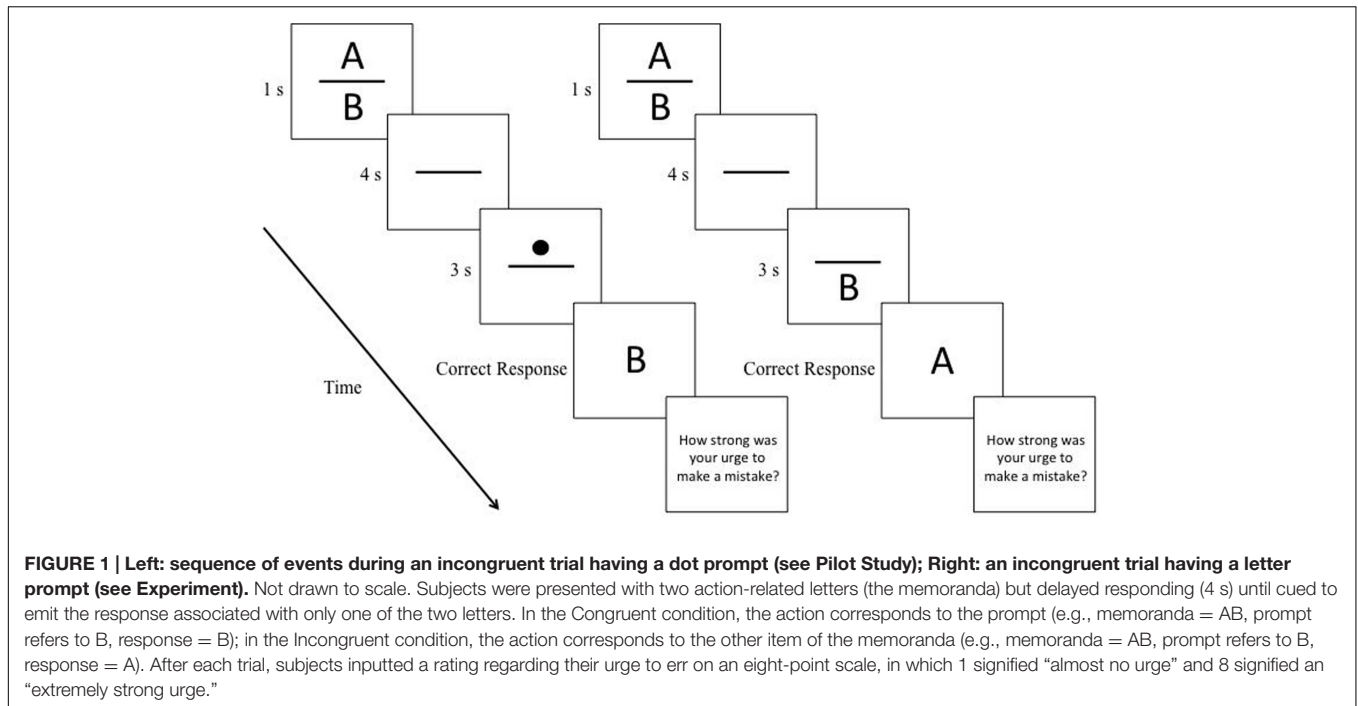 A
B
1 s
4 s
3 s
Correct Response
B
How strong was
your urge to
make a mistake?
Time
A
B
1 s
4 s
3 s
B
Correct Response
A
How strong was
your urge to
make a mistake?
FIGURE 1 | Left: sequence of events during an incongruent trial having a dot prompt (see Pilot Study); Right: an incongruent trial having a letter
prompt (see Experiment). Not drawn to scale. Subjects were presented with two action-related letters (the memoranda) but delayed responding (4 s) until cued to
emit the response associated with only one of the two letters. In the Congruent condition, the action corresponds to the prompt (e.g., memoranda = AB, prompt
refers to B, response = B); in the Incongruent condition, the action corresponds to the other item of the memoranda (e.g., memoranda = AB, prompt refers to B,
response = A). After each trial, subjects inputted a rating regarding their urge to err on an eight-point scale, in which 1 signified “almost no urge” and 8 signified an
“extremely strong urge.”